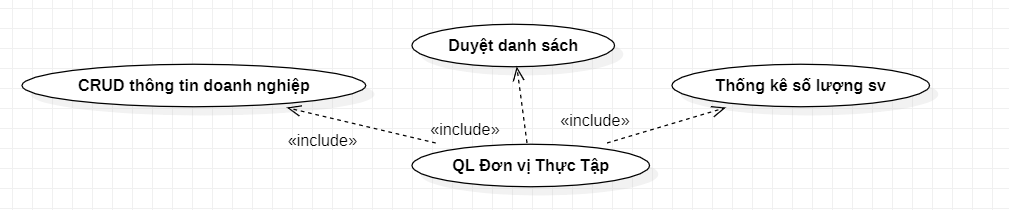 Duyệt danh sách
CRUD thông tin doanh nghiệp
Thống kê số lượng sv
«include»
«include»
«include»
QL Đơn vị Thực Tập